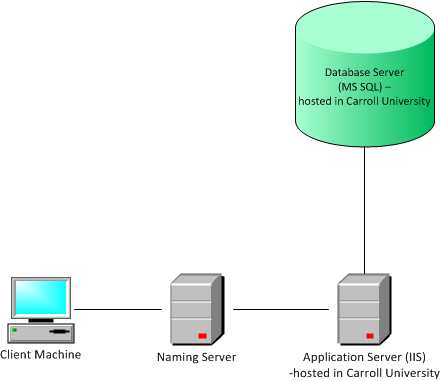 Database Server
(MS SQL) –
hosted in Carroll University
Client Machine
Naming Server
Application Server (IIS)
-hosted in Carroll University